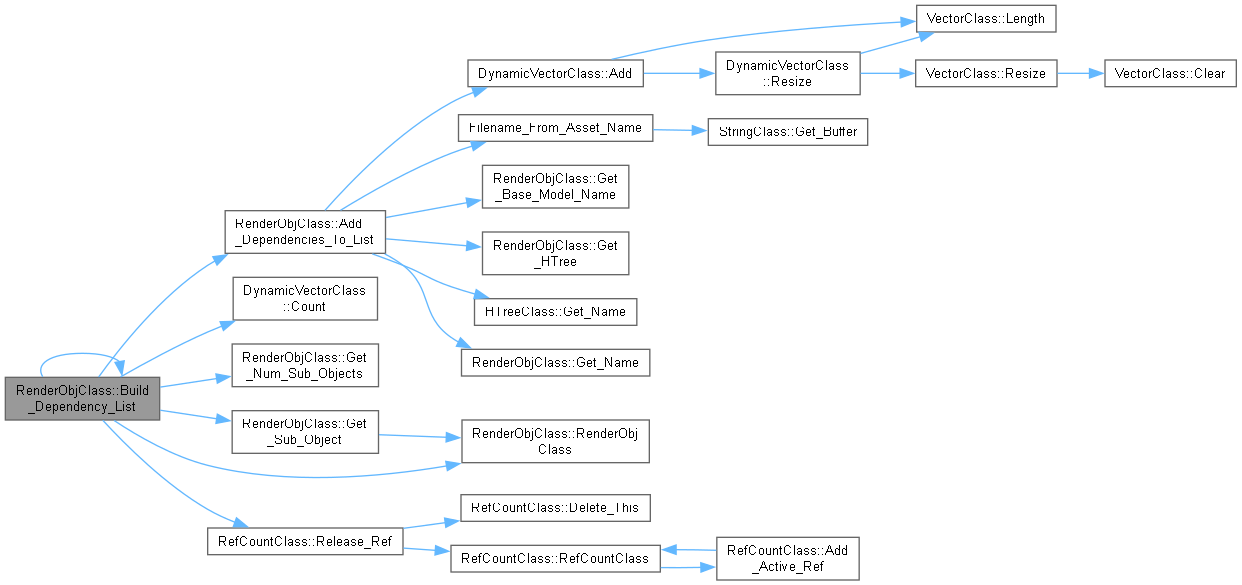 VectorClass::Length
DynamicVectorClass::Add
DynamicVectorClass
::Resize
VectorClass::Resize
VectorClass::Clear
Filename_From_Asset_Name
StringClass::Get_Buffer
RenderObjClass::Get
_Base_Model_Name
RenderObjClass::Add
_Dependencies_To_List
RenderObjClass::Get
_HTree
DynamicVectorClass
::Count
HTreeClass::Get_Name
RenderObjClass::Get
_Num_Sub_Objects
RenderObjClass::Get_Name
RenderObjClass::Build
_Dependency_List
RenderObjClass::Get
_Sub_Object
RenderObjClass::RenderObj
Class
RefCountClass::Delete_This
RefCountClass::Release_Ref
RefCountClass::RefCountClass
RefCountClass::Add
_Active_Ref